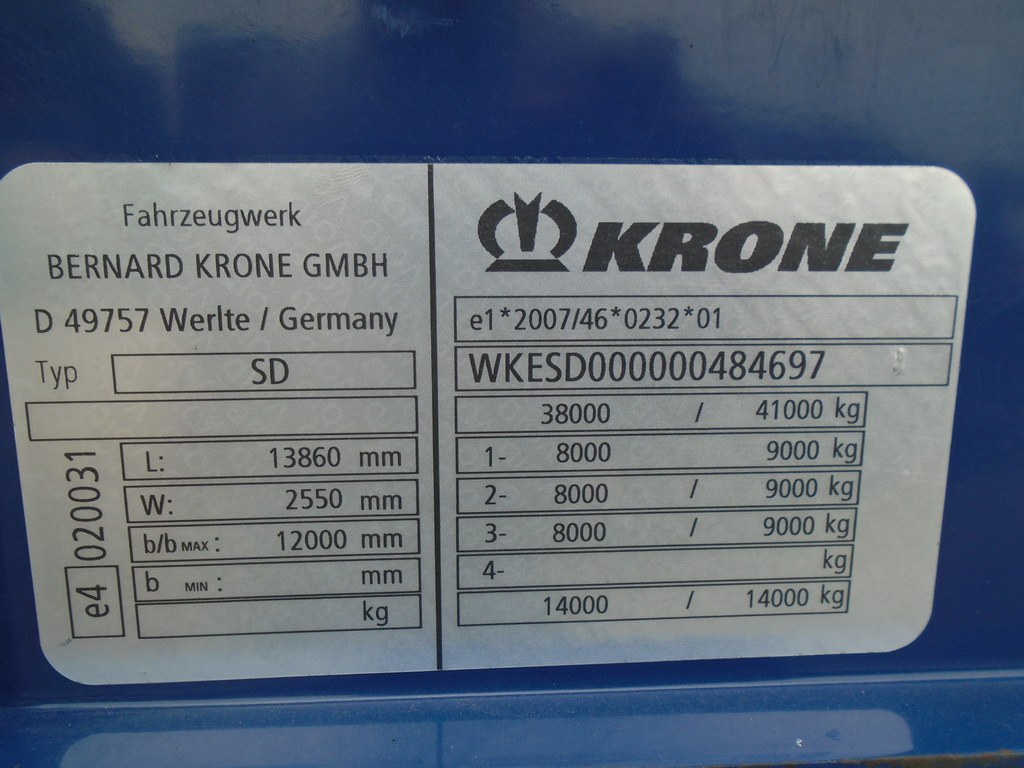 Fahrzeugwerk
BERNARD KRONE GMBH
D 49757 Werlte / Germany
Typ SD
L: 13860 mm
W: 2550 mm
b/b MAX : 12000 mm
b MIN : mm
kg
e4 020031
KRONE
e1*2007/46*0232*01
WKESD000000484697
38000 / 41000 kg
1- 8000 9000 kg
2- 8000 / 9000 kg
3- 8000 / 9000 kg
4- kg
14000 / 14000 kg